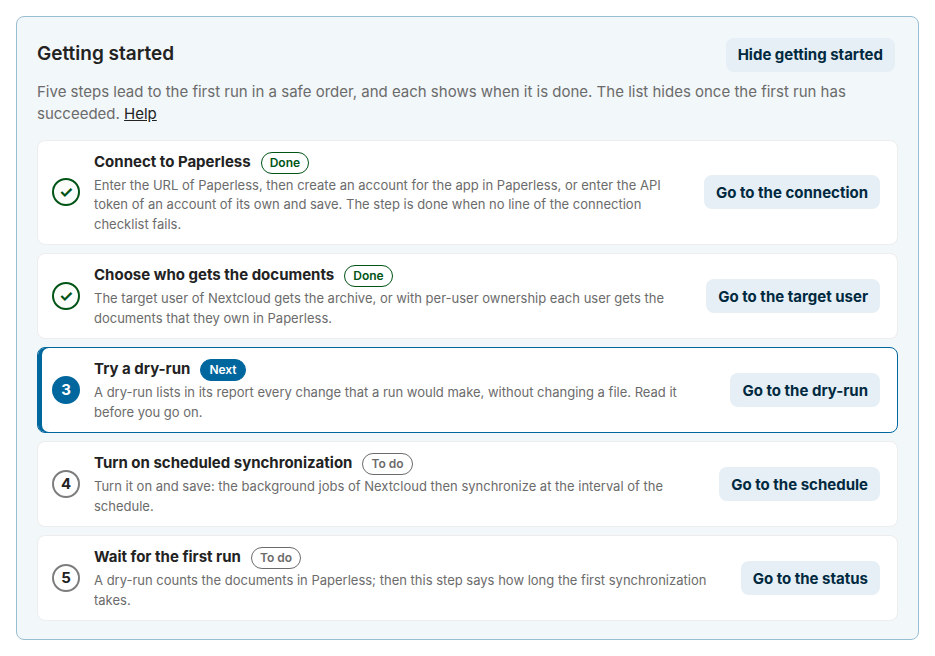 Getting started
Hide getting started
Five steps lead to the first run in a safe order, and each shows when it is done. The list hides once the first run has
succeeded. Help
Connect to Paperless Done
Enter the URL of Paperless, then create an account for the app in Paperless, or enter the API
token of an account of its own and save. The step is done when no line of the connection
checklist fails.
Go to the connection
Choose who gets the documents Done
The target user of Nextcloud gets the archive, or with per-user ownership each user gets the
documents that they own in Paperless.
Go to the target user
3
Try a dry-run Next
A dry-run lists in its report every change that a run would make, without changing a file. Read it
before you go on.
Go to the dry-run
4
Turn on scheduled synchronization To do
Turn it on and save: the background jobs of Nextcloud then synchronize at the interval of the
schedule.
Go to the schedule
5
Wait for the first run To do
A dry-run counts the documents in Paperless; then this step says how long the first synchronization
takes.
Go to the status